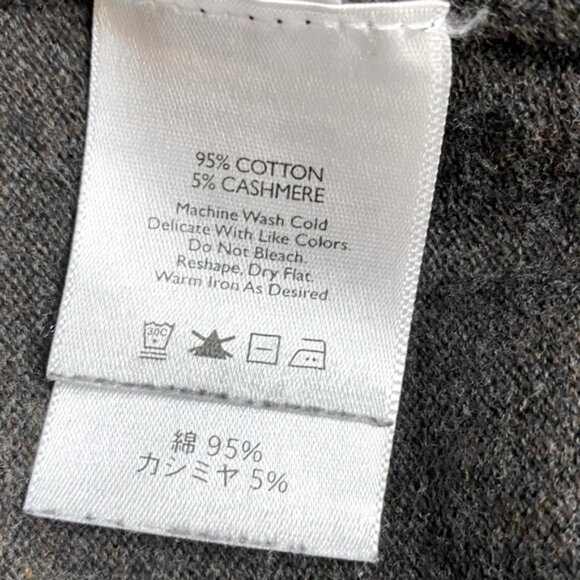 95% COTTON
5% CASHMERE
Machine Wash Cold
Delicate With Like Colors.
Do Not Bleach.
Reshape, Dry Flat.
Warm Iron As Desired
30C
綿 95%
カシミヤ 5%